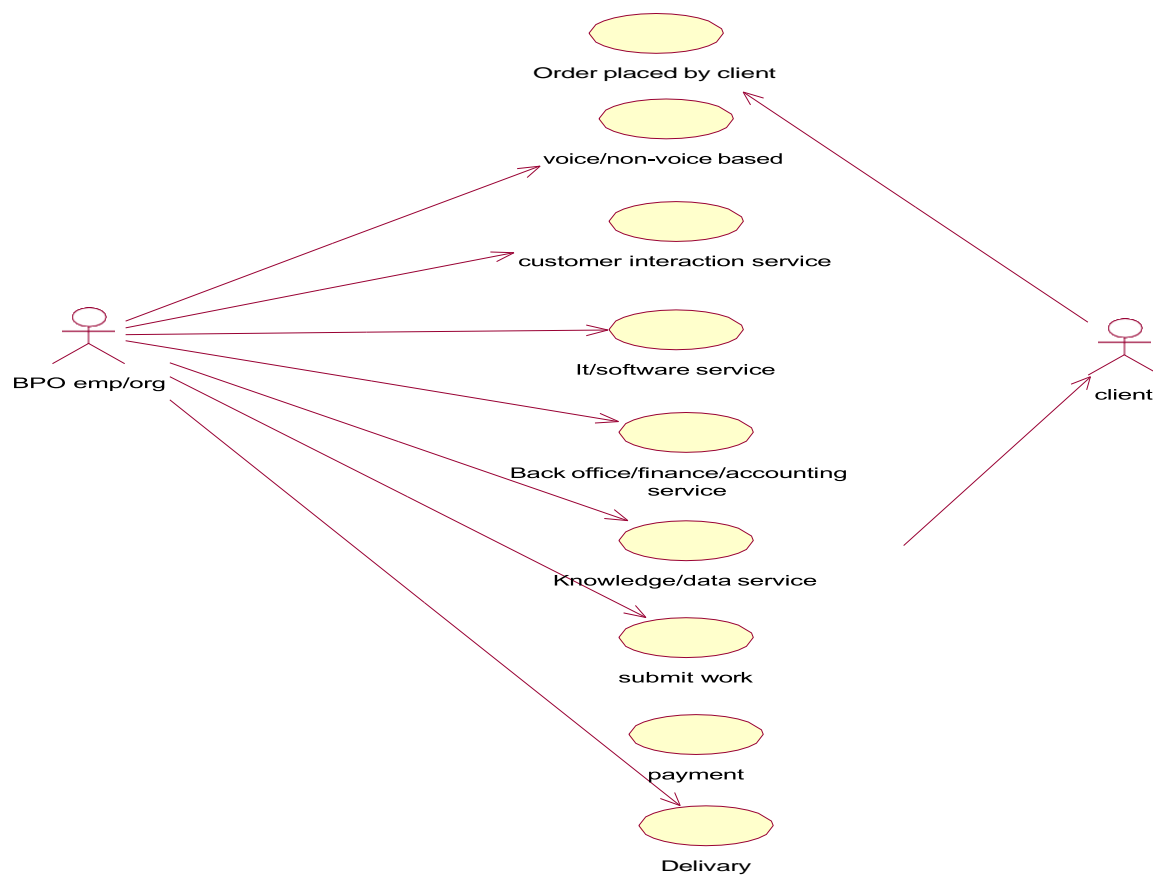 Order placed by client
voice/non-voice based
customer interaction service
It/software service
BPO emp/org
client
Back office/finance/accounting
service
Knowledge/data service
submit work
payment
Delivary